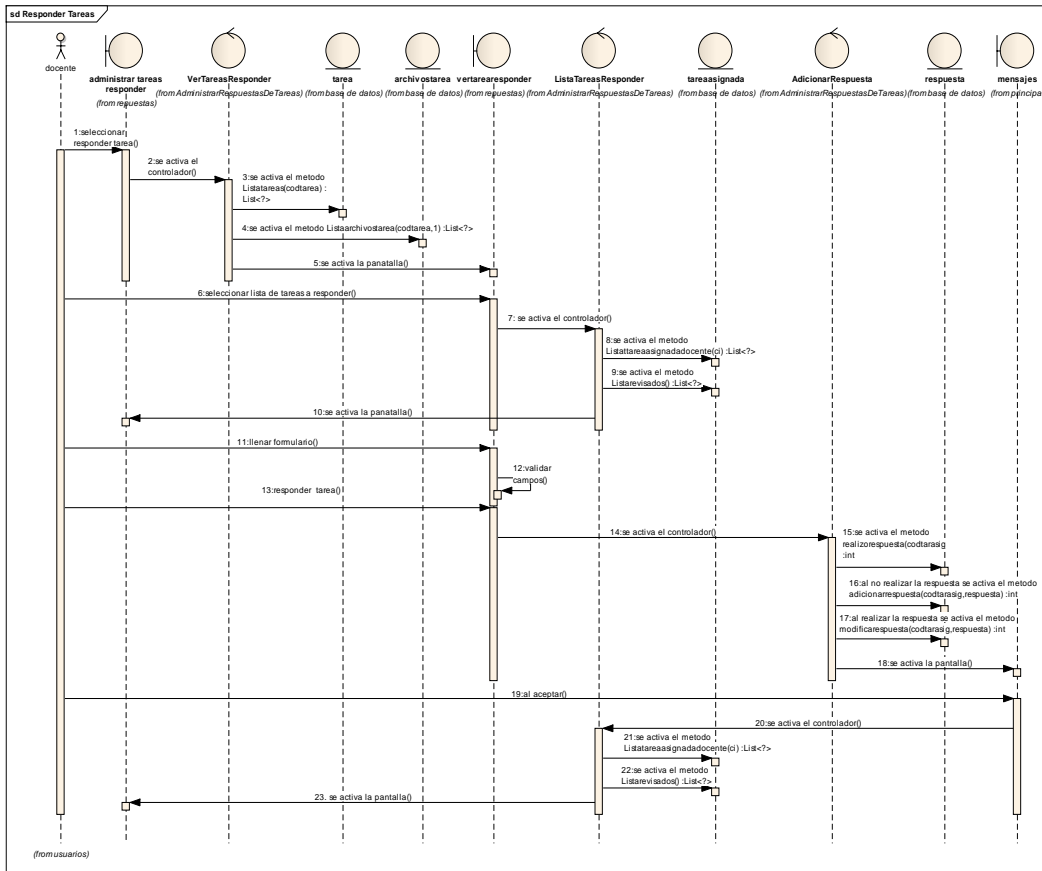 sd Responder Tareas
docente
administrar tareas
responder
(from repuestas)
VerTareasResponder
(from AdministrarRespuestasDeTareas)
tarea
(from base de datos)
archivostarea
(from base de datos)
vertarearesponder
(from repuestas)
ListaTareasResponder
(from AdministrarRespuestasDeTareas)
tareaasignada
(from base de datos)
AdicionarRespuesta
(from AdministrarRespuestasDeTareas)
respuesta
(from base de datos)
mensajes
(from principal
1:seleccionar
responder tarea()
2:se activa el
controlador()
3:se activa el metodo
Listatareas(codtarea) :
List<?>
4:se activa el metodo Listaarchivostarea(codtarea,1) :List<?>
5:se activa la panatalla()
6:seleccionar lista de tareas a responder()
7: se activa el controlador()
8:se activa el metodo
Listattareaasignadadocente(ci) :List<?>
9:se activa el metodo
Listarevisados() :List<?>
10:se activa la panatalla()
11:llenar formulario()
12:validar
campos()
13:responder tarea()
14:se activa el controlador()
15:se activa el metodo
realizorespuesta(codtarasig
:int
16:al no realizar la respuesta se activa el metodo
adicionarrespuesta(codtarasig,respuesta) :int
17:al realizar la respuesta se activa el metodo
modificarespuesta(codtarasig,respuesta) :int
18:se activa la pantalla()
19:al aceptar()
20:se activa el controlador()
21:se activa el metodo
Listatareaasignadadocente(ci) :List<?>
22:se activa el metodo
Listarevisados() :List<?>
23. se activa la pantalla()
(from usuarios)